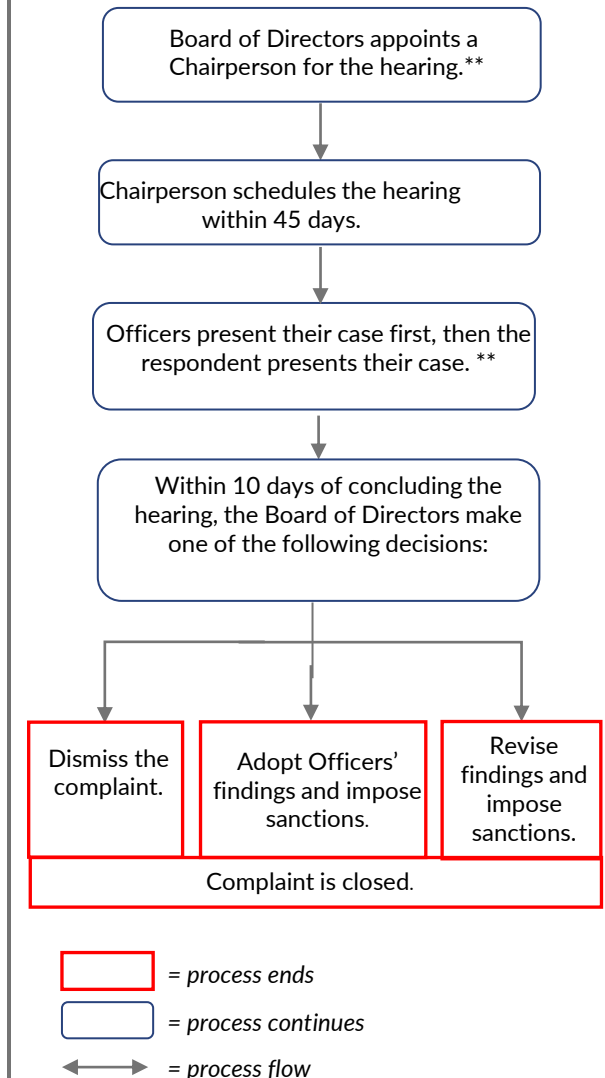 Board of Directors appoints a
Chairperson for the hearing.**
Chairperson schedules the hearing
within 45 days.
Officers present their case first, then the
respondent presents their case. **
Within 10 days of concluding the
hearing, the Board of Directors make
one of the following decisions:
Dismiss the
complaint.
Adopt Officers’
findings and impose
sanctions.
Revise
findings and
impose
sanctions.
Complaint is closed.
= process ends
= process continues
= process flow